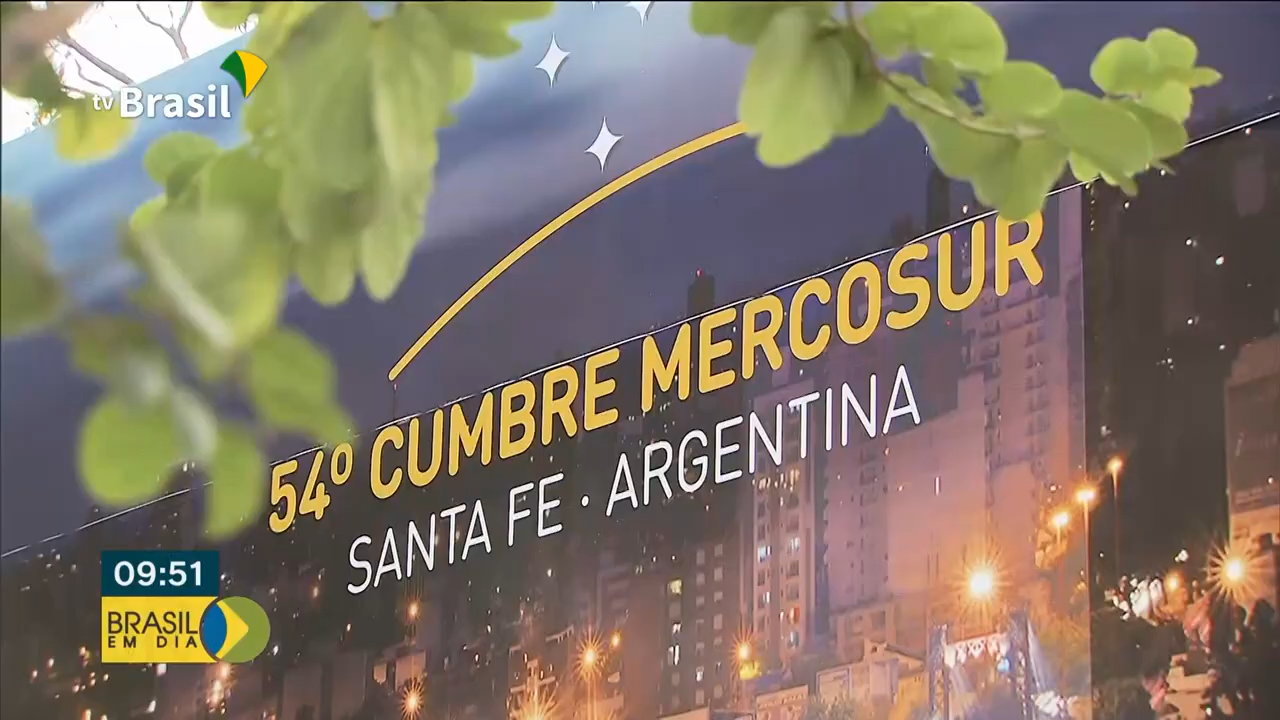 tv Brasil
54º CUMBRE MERCOSUR
SANTA FE · ARGENTINA
09:51
BRASIL
EM DIA